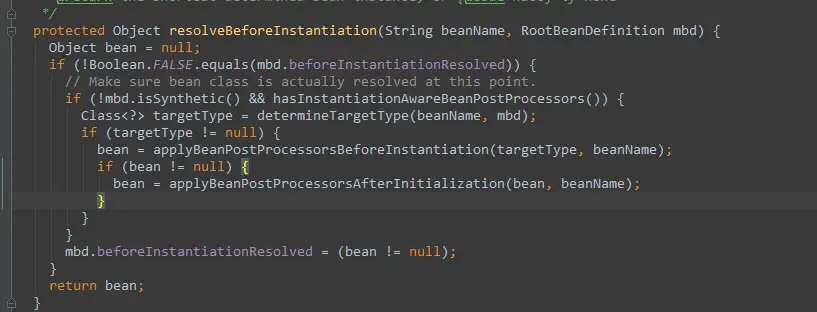 */
protected Object resolveBeforeInstantiation(String beanName, RootBeanDefinition mbd) {
Object bean = null;
if (!Boolean.FALSE.equals(mbd.beforeInstantiationResolved)) {
// Make sure bean class is actually resolved at this point.
if (!mbd.isSynthetic() && hasInstantiationAwareBeanPostProcessors()) {
Class<?> targetType = determineTargetType(beanName, mbd);
if (targetType != null) {
bean = applyBeanPostProcessorsBeforeInstantiation(targetType, beanName);
if (bean != null) {
bean = applyBeanPostProcessorsAfterInitialization(bean, beanName);
}
}
}
mbd.beforeInstantiationResolved = (bean != null);
}
return bean;
}